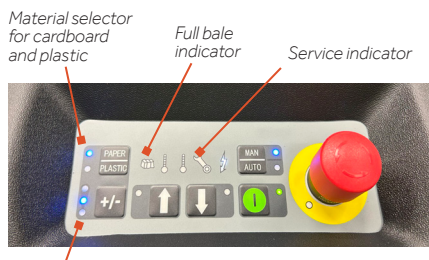 Material selector
for cardboard
and plastic
Full bale
indicator
Service indicator
PAPER
PLASTIC
MAN
AUTO
+/-